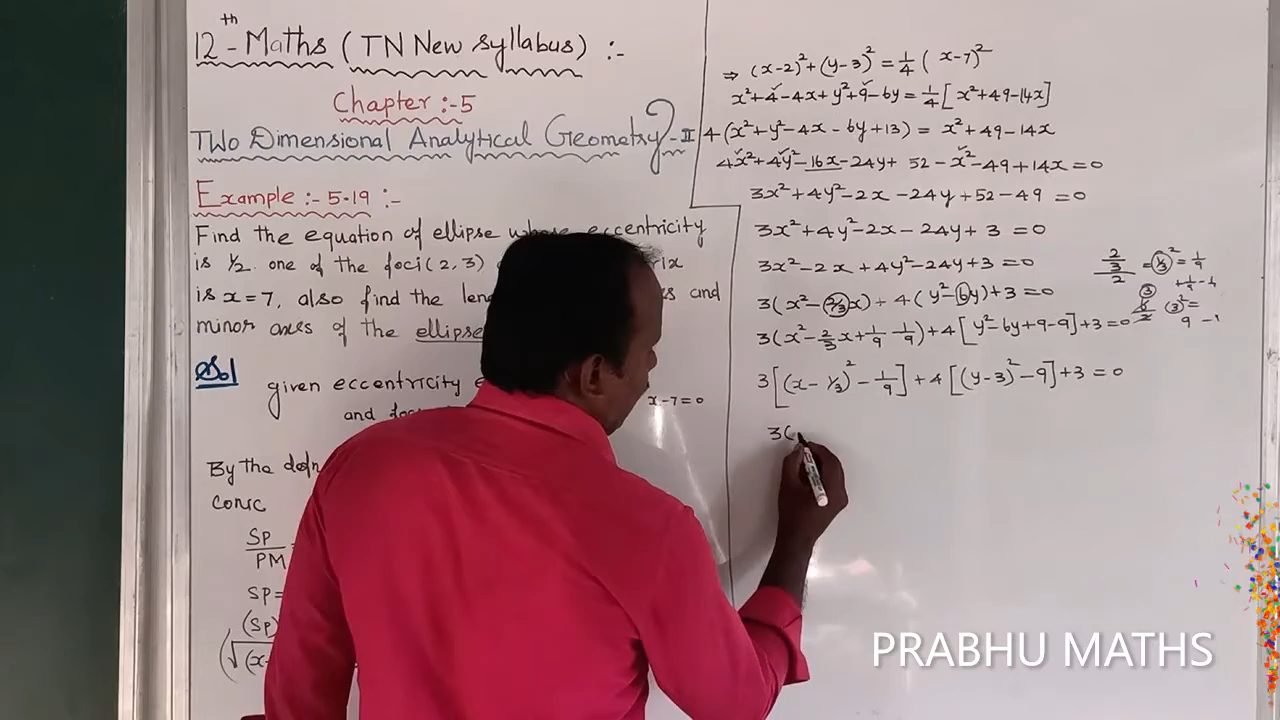 12th - Maths (TN New Syllabus) :-
Chapter :-5
Two Dimensional Analytical Geometry-II
Example :- 5.19 :-
Find the equation of ellipse whose eccentricity
is 1/2. one of the foci (2,3)
is x=7, also find the and
minor axes of the ellipse
Sol
given eccentricity
and x-7=0
By the defn
conic
SP/PM
SP=
(SP)
⇒ (x-2)²+(y-3)² = 1/4 (x-7)²
x²+4-4x+y²+9-6y = 1/4[x²+49-14x]
4(x²+y²-4x-6y+13) = x²+49-14x
4x²+4y²-16x-24y+52-x²-49+14x=0
3x²+4y²-2x-24y+52-49=0
3x²+4y²-2x-24y+3=0
3x²-2x+4y²-24y+3=0
3(x²-2/3x)+4(y²-6y)+3=0
3(x²-2/3x+1/9-1/9)+4[y²-6y+9-9]+3=0
3[(x-1/3)²-1/9]+4[(y-3)²-9]+3=0
3(
PRABHU MATHS